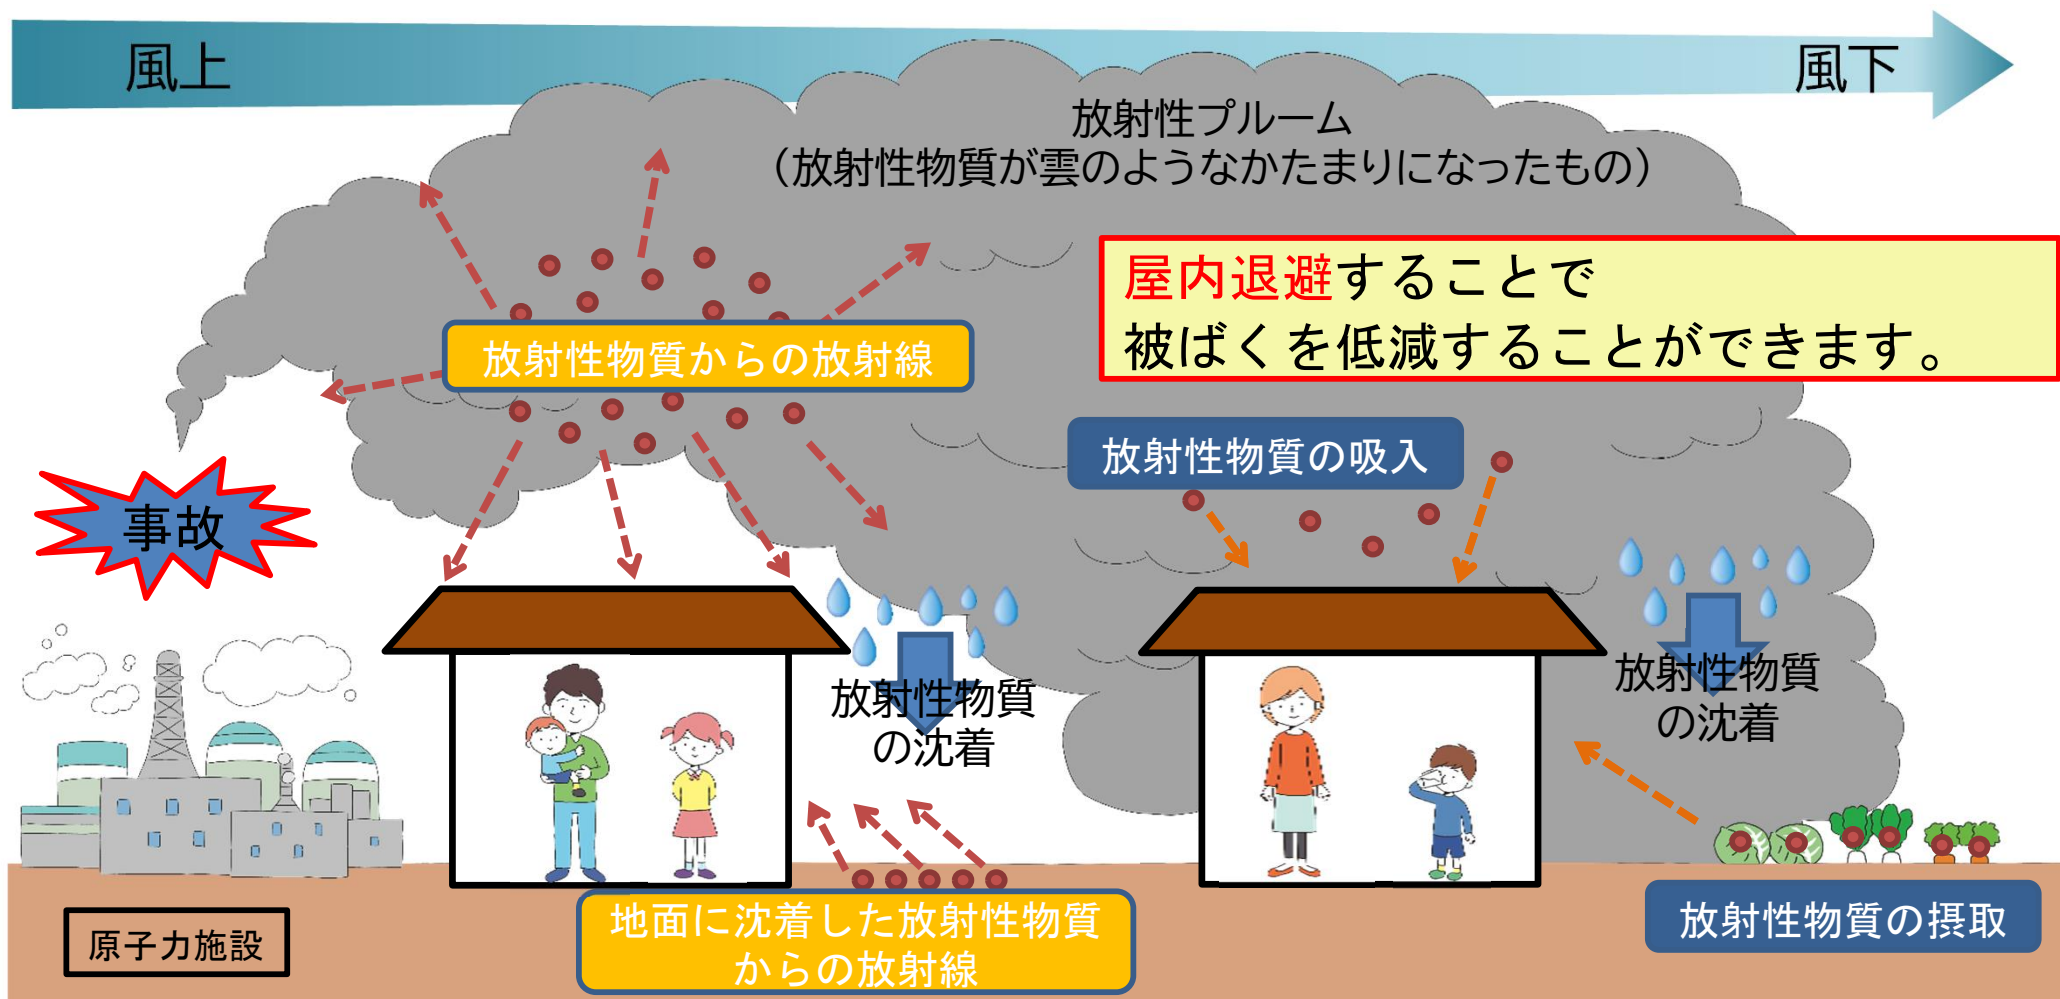 風上
風下
放射性プルーム
（放射性物質が雲のようなかたまりになったもの）
屋内退避することで
被ばくを低減することができます。
放射性物質からの放射線
放射性物質の吸入
事故
放射性物質
の沈着
放射性物質
の沈着
原子力施設
地面に沈着した放射性物質
からの放射線
放射性物質の摂取